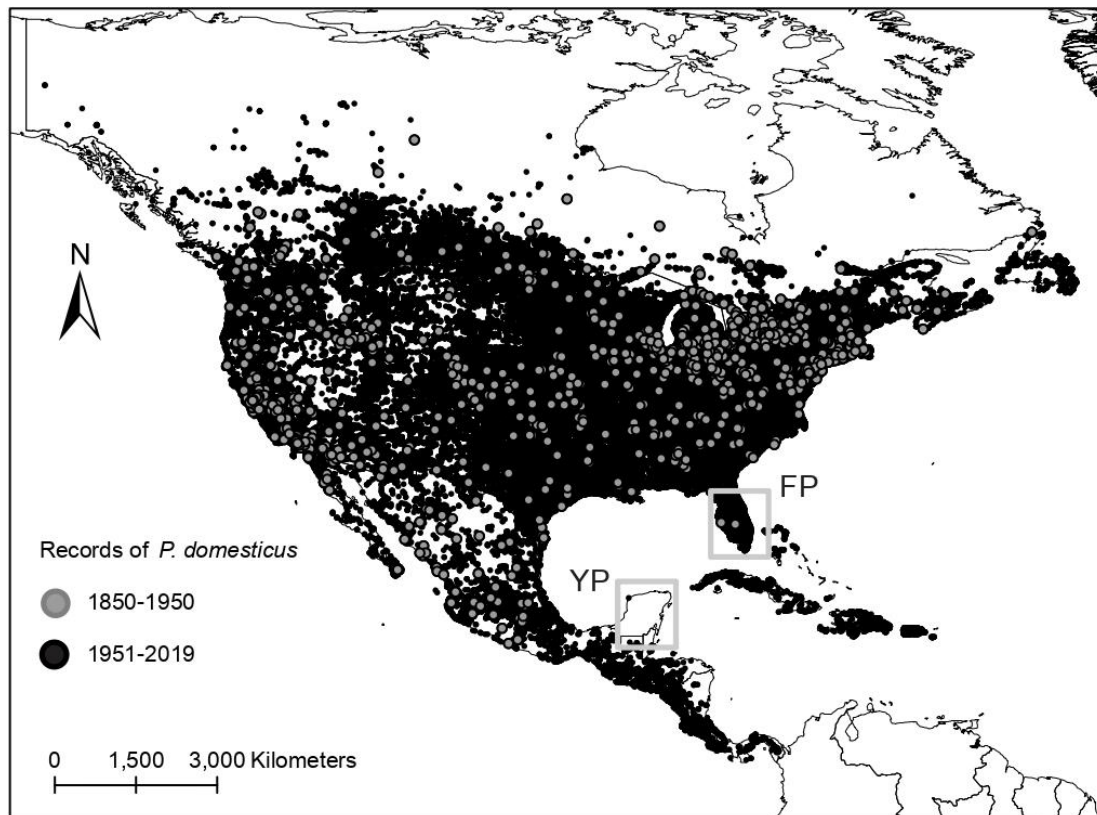 N
FP
YP
Records of P. domesticus
1850-1950
1951-2019
0 1,500 3,000 Kilometers